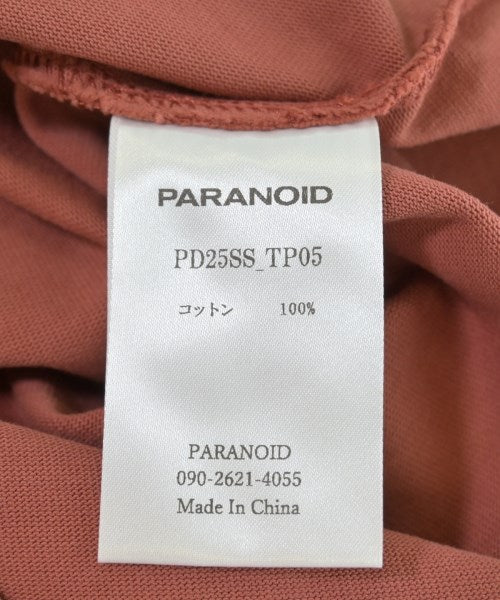 PARANOID
PD25SS_TP05
コットン 100%
PARANOID
090-2621-4055
Made In China